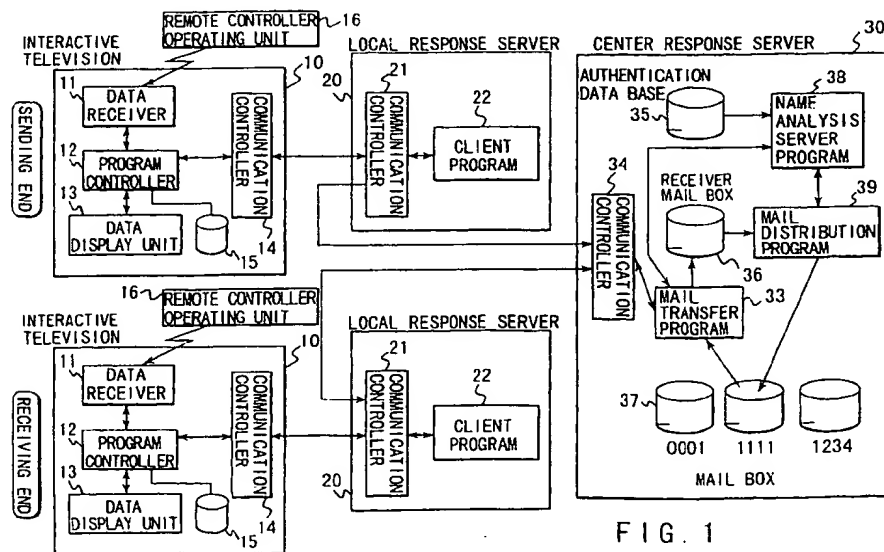 REMOTE CONTROLLER
OPERATING UNIT
16
INTERACTIVE
TELEVISION
10
SENDING END
11
DATA
RECEIVER
12
PROGRAM
CONTROLLER
13
DATA
DISPLAY UNIT
15
COMMUNICATION
CONTROLLER
14
LOCAL RESPONSE SERVER
20
21
COMMUNICATION
CONTROLLER
22
CLIENT
PROGRAM
CENTER RESPONSE SERVER
30
AUTHENTICATION
DATA BASE
35
38
NAME
ANALYSIS
SERVER
PROGRAM
34
COMMUNICATION
CONTROLLER
RECEIVER
MAIL BOX
36
39
MAIL
DISTRIBUTION
PROGRAM
33
MAIL
TRANSFER
PROGRAM
37
0001
1111
1234
MAIL BOX
16
REMOTE CONTROLLER
OPERATING UNIT
INTERACTIVE
TELEVISION
10
RECEIVING END
11
DATA
RECEIVER
12
PROGRAM
CONTROLLER
13
DATA
DISPLAY UNIT
15
COMMUNICATION
CONTROLLER
14
LOCAL RESPONSE SERVER
20
21
COMMUNICATION
CONTROLLER
22
CLIENT
PROGRAM
FIG. 1